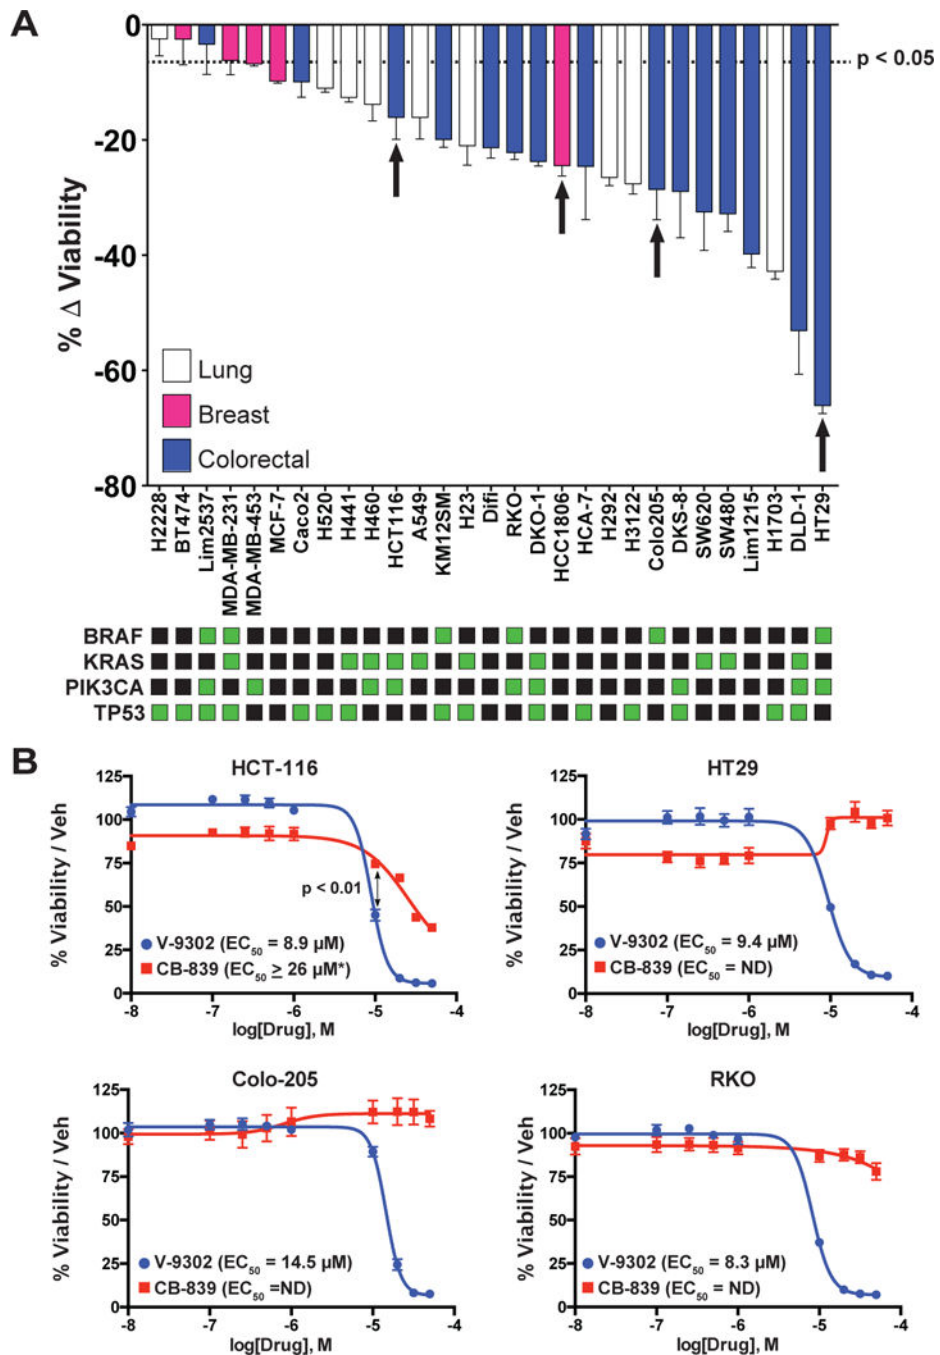 A
0
-20
-40
-60
-80
% Δ Viability
p < 0.05
Lung
Breast
Colorectal
H2228
BT474
Lim2537
MDA-MB-231
MDA-MB-453
MCF-7
Caco2
H520
H441
H460
HCT116
A549
KM12SM
H23
Difi
RKO
DKO-1
HCC1806
HCA-7
H292
H3122
Colo205
DKS-8
SW620
SW480
Lim1215
H1703
DLD-1
HT29
BRAF
KRAS
PIK3CA
TP53
B
HCT-116
% Viability / Veh
125
100
75
50
25
0
p < 0.01
V-9302 (EC50 = 8.9 µM)
CB-839 (EC50 ≥ 26 µM*)
-8 -7 -6 -5 -4
log[Drug], M
HT29
% Viability / Veh
125
100
75
50
25
0
V-9302 (EC50 = 9.4 µM)
CB-839 (EC50 = ND)
-8 -7 -6 -5 -4
log[Drug], M
Colo-205
% Viability / Veh
125
100
75
50
25
0
V-9302 (EC50 = 14.5 µM)
CB-839 (EC50 =ND)
-8 -7 -6 -5 -4
log[Drug], M
RKO
% Viability / Veh
125
100
75
50
25
0
V-9302 (EC50 = 8.3 µM)
CB-839 (EC50 = ND)
-8 -7 -6 -5 -4
log[Drug], M